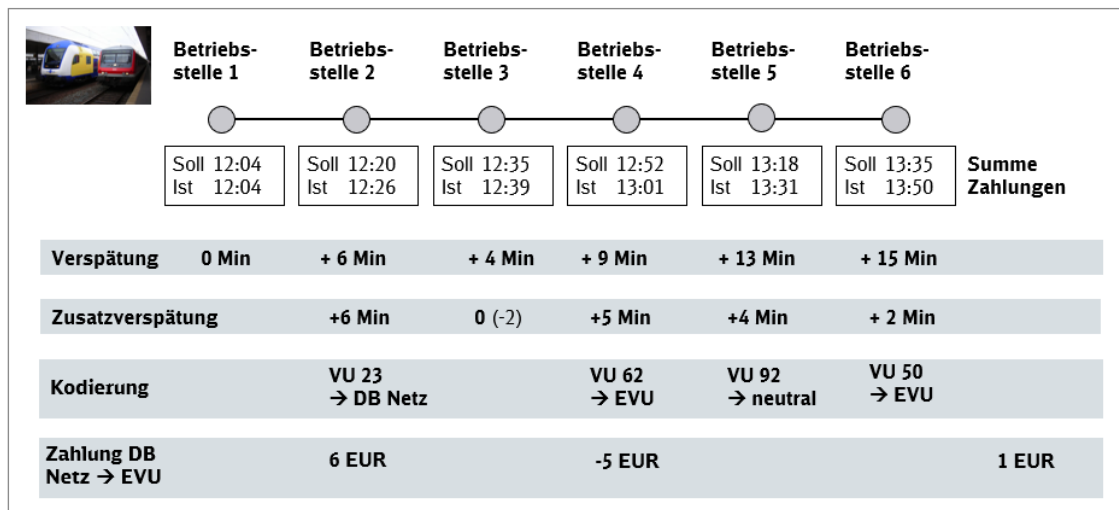 Betriebs-
stelle 1
Betriebs-
stelle 2
Betriebs-
stelle 3
Betriebs-
stelle 4
Betriebs-
stelle 5
Betriebs-
stelle 6
Soll 12:04
Ist 12:04
Soll 12:20
Ist 12:26
Soll 12:35
Ist 12:39
Soll 12:52
Ist 13:01
Soll 13:18
Ist 13:31
Soll 13:35
Ist 13:50
Summe
Zahlungen
Verspätung 0 Min + 6 Min + 4 Min + 9 Min + 13 Min + 15 Min
Zusatzverspätung +6 Min 0 (-2) +5 Min +4 Min + 2 Min
Kodierung
VU 23
→ DB Netz
VU 62
→ EVU
VU 92
→ neutral
VU 50
→ EVU
Zahlung DB
Netz → EVU
6 EUR -5 EUR 1 EUR